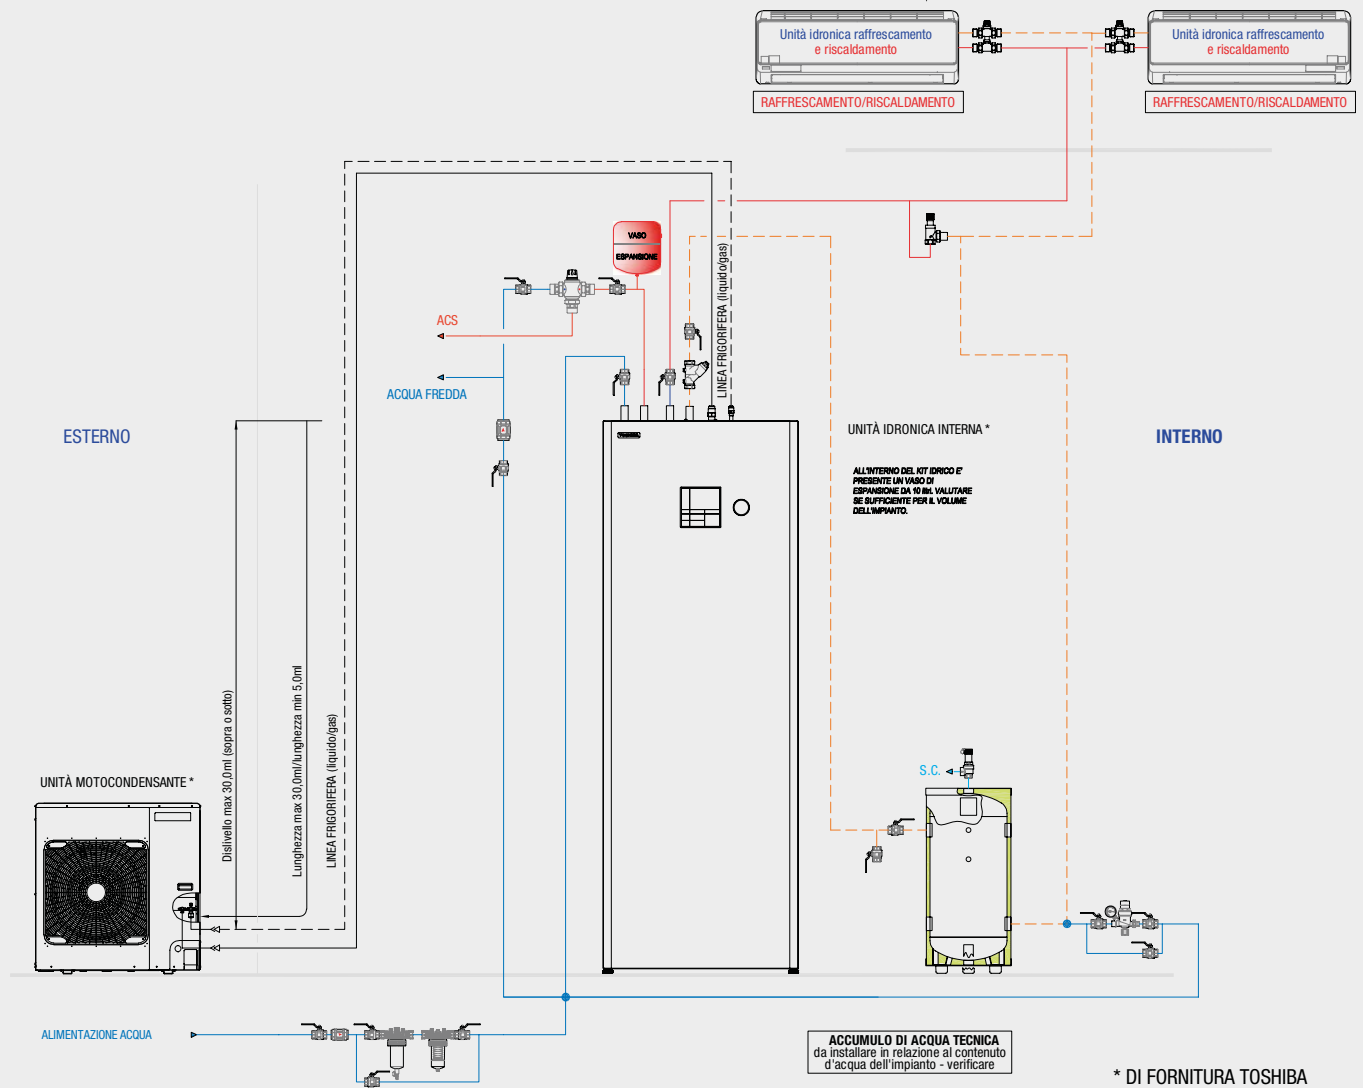 Unità idronica raffrescamento
e riscaldamento
Unità idronica raffrescamento
e riscaldamento
RAFFRESCAMENTO/RISCALDAMENTO
RAFFRESCAMENTO/RISCALDAMENTO
VASO
ESPANSIONE
LINEA FRIGORIFERA (liquido/gas)
ACS
ACQUA FREDDA
ESTERNO
UNITÀ IDRONICA INTERNA *
INTERNO
TOSHIBA
ALL'INTERNO DEL KIT IDRICO E'
PRESENTE UN VASO DI
ESPANSIONE DA 10 litri. VALUTARE
SE SUFFICIENTE PER IL VOLUME
DELL'IMPIANTO.
Dislivello max 30,0ml (sopra o sotto)
Lunghezza max 30,0ml/lunghezza min 5,0ml
LINEA FRIGORIFERA (liquido/gas)
UNITÀ MOTOCONDENSANTE *
S.C.
ALIMENTAZIONE ACQUA
ACCUMULO DI ACQUA TECNICA
da installare in relazione al contenuto
d'acqua dell'impianto - verificare
* DI FORNITURA TOSHIBA